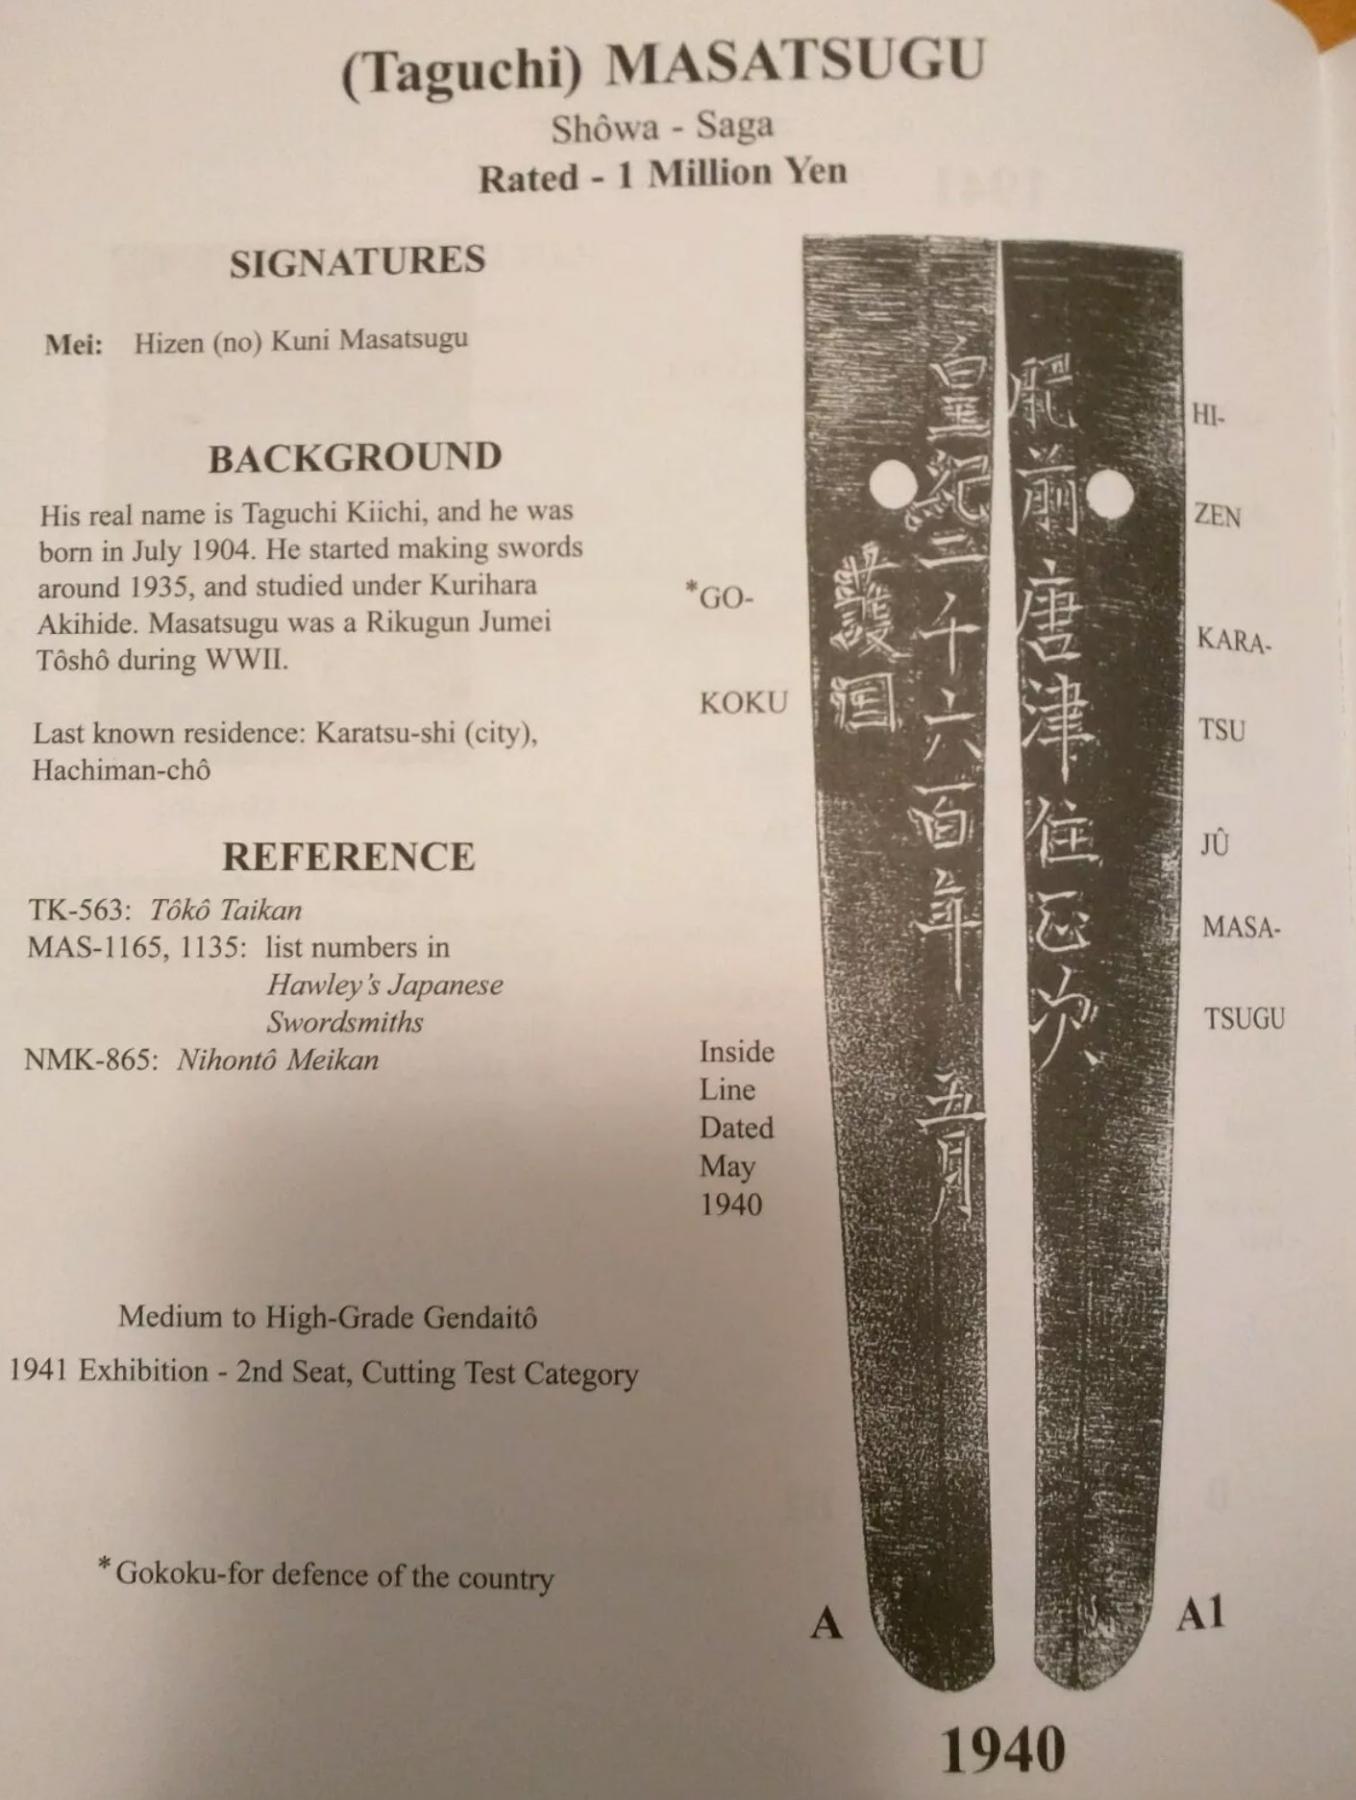 (Taguchi) MASATSUGU
Shôwa - Saga
Rated - 1 Million Yen
SIGNATURES
Mei: Hizen (no) Kuni Masatsugu
BACKGROUND
His real name is Taguchi Kiichi, and he was
born in July 1904. He started making swords
around 1935, and studied under Kurihara
Akihide. Masatsugu was a Rikugun Jumei
Tôshô during WWII.
Last known residence: Karatsu-shi (city),
Hachiman-chô
REFERENCE
TK-563: Tôkô Taikan
MAS-1165, 1135: list numbers in
Hawley's Japanese
Swordsmiths
NMK-865: Nihontô Meikan
Medium to High-Grade Gendaitô
1941 Exhibition - 2nd Seat, Cutting Test Category
*Gokoku-for defence of the country
*GO-
KOKU
Inside
Line
Dated
May
1940
護国
皇紀二千六百年 五月
肥前唐津住正次
HI-
ZEN
KARA-
TSU
JÛ
MASA-
TSUGU
A
A1
1940